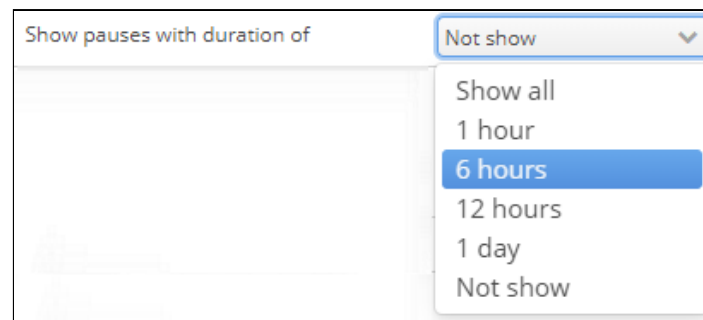 Show pauses with duration of Not show
Show all
1 hour
6 hours
12 hours
1 day
Not show